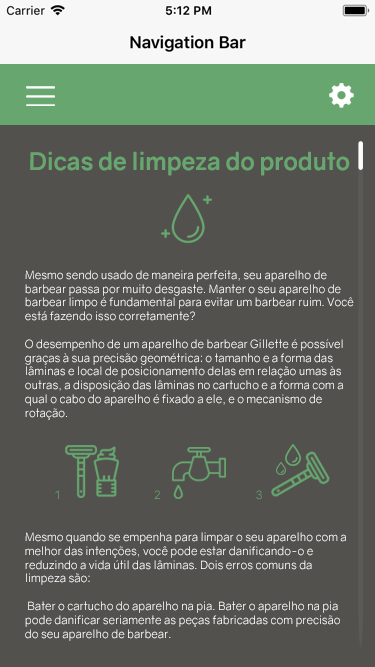 Carrier 5:12 PM
Navigation Bar
Dicas de limpeza do produto
Mesmo sendo usado de maneira perfeita, seu aparelho de
barbear passa por muito desgaste. Manter o seu aparelho de
barbear limpo é fundamental para evitar um barbear ruim. Você
está fazendo isso corretamente?
O desempenho de um aparelho de barbear Gillette é possível
graças à sua precisão geométrica: o tamanho e a forma das
lâminas e local de posicionamento delas em relação umas às
outras, a disposição das lâminas no cartucho e a forma com a
qual o cabo do aparelho é fixado a ele, e o mecanismo de
rotação.
1 2 3
Mesmo quando se empenha para limpar o seu aparelho com a
melhor das intenções, você pode estar danificando-o e
reduzindo a vida útil das lâminas. Dois erros comuns da
limpeza são:
Bater o cartucho do aparelho na pia. Bater o aparelho na pia
pode danificar seriamente as peças fabricadas com precisão
do seu aparelho de barbear.